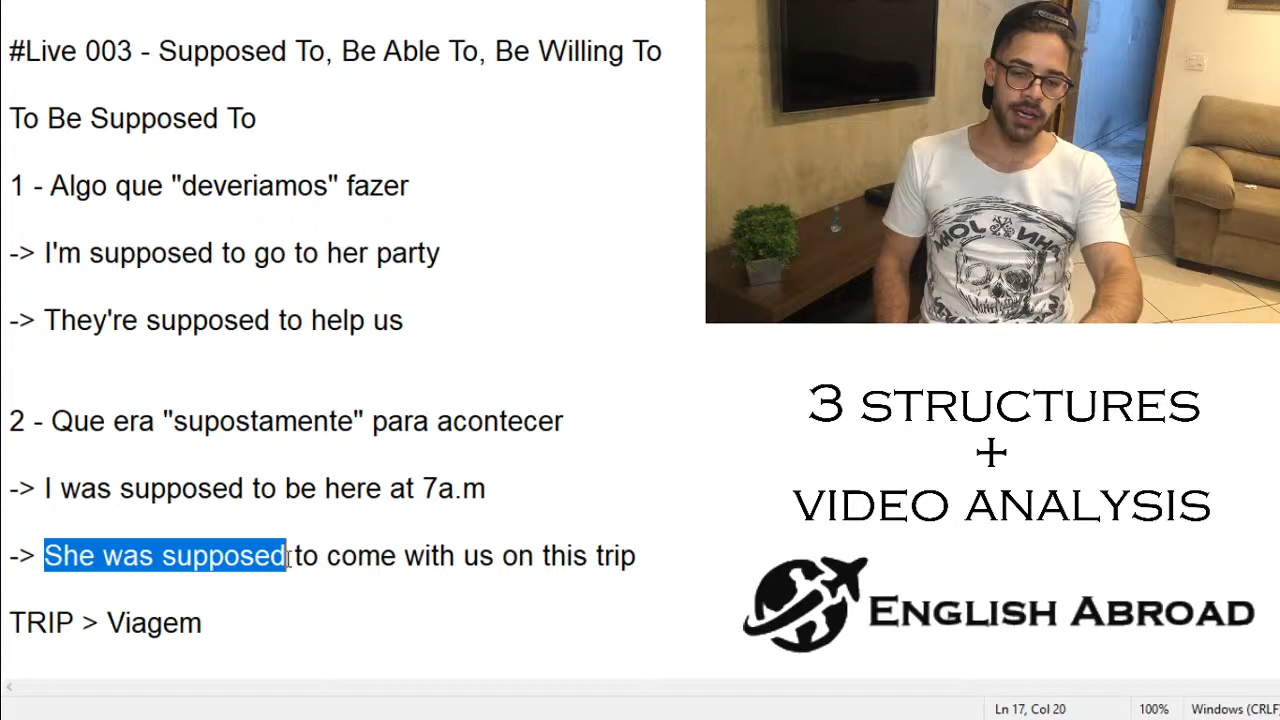 #Live 003 - Supposed To, Be Able To, Be Willing To
To Be Supposed To
1 - Algo que "deveriamos" fazer
-> I'm supposed to go to her party
-> They're supposed to help us
2 - Que era "supostamente" para acontecer
-> I was supposed to be here at 7a.m
-> She was supposed to come with us on this trip
TRIP > Viagem
JOHN JOHN
3 STRUCTURES
+
VIDEO ANALYSIS
ENGLISH ABROAD
Ln 17, Col 20
100%
Windows (CRLF